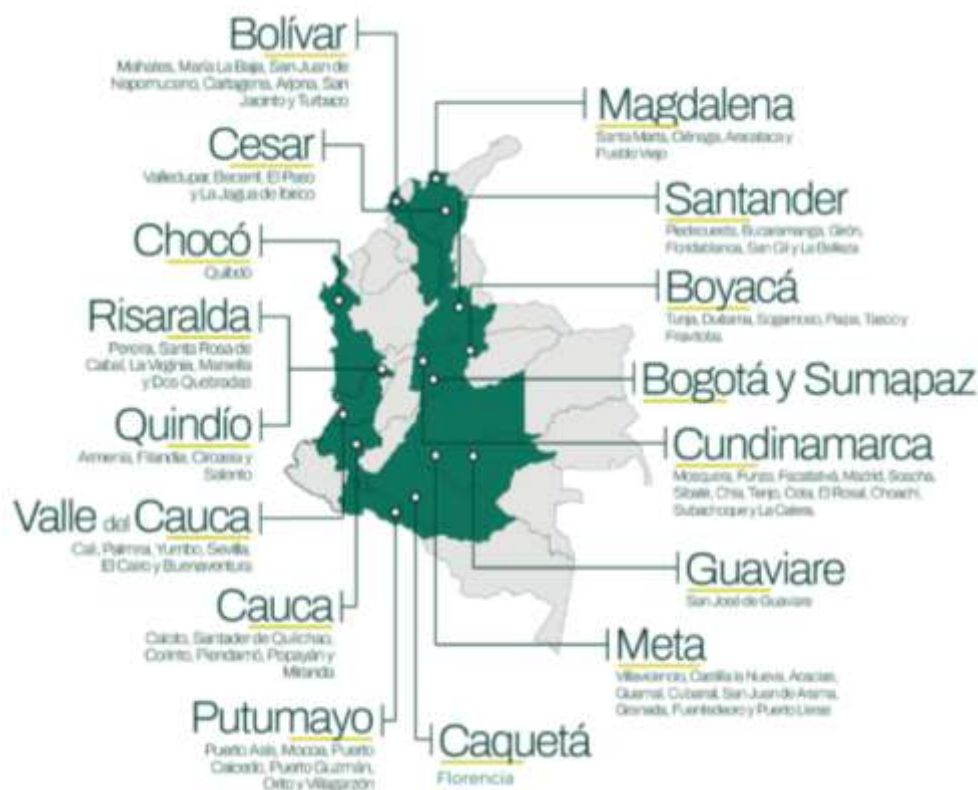 Bolívar
Mahates, María La Baja, San Juan de
Nepomuceno, Cartagena, Arjona, San
Jacinto y Turbaco
Magdalena
Santa Marta, Ciénaga, Aracataca y
Pueblo Viejo
Cesar
Valledupar, Becerril, El Paso
y La Jagua de Ibirico
Santander
Piedecuesta, Bucaramanga, Girón,
Floridablanca, San Gil y La Belleza
Chocó
Quibdó
Boyacá
Tunja, Duitama, Sogamoso, Paipa, Tasco y
Firavitoba
Risaralda
Pereira, Santa Rosa de
Cabal, La Virginia, Marsella
y Dos Quebradas
Bogotá y Sumapaz
Quindío
Armenia, Filandia, Circasia y
Salento
Cundinamarca
Mosquera, Funza, Facatativá, Madrid, Soacha,
Sibaté, Chía, Tenjo, Cota, El Rosal, Choachí,
Subachoque y La Calera.
Valle del Cauca
Cali, Palmira, Yumbo, Sevilla,
El Cairo y Buenaventura
Guaviare
San José de Guaviare
Cauca
Caloto, Santader de Quilichao,
Corinto, Piendamó, Popayán y
Miranda
Meta
Villavicencio, Castilla la Nueva, Acacias,
Guamal, Cubarral, San Juan de Arama,
Granada, Fuentedeoro y Puerto Lleras
Putumayo
Puerto Asís, Mocoa, Puerto
Caicedo, Puerto Guzmán,
Orito y Villagarzón
Caquetá
Florencia